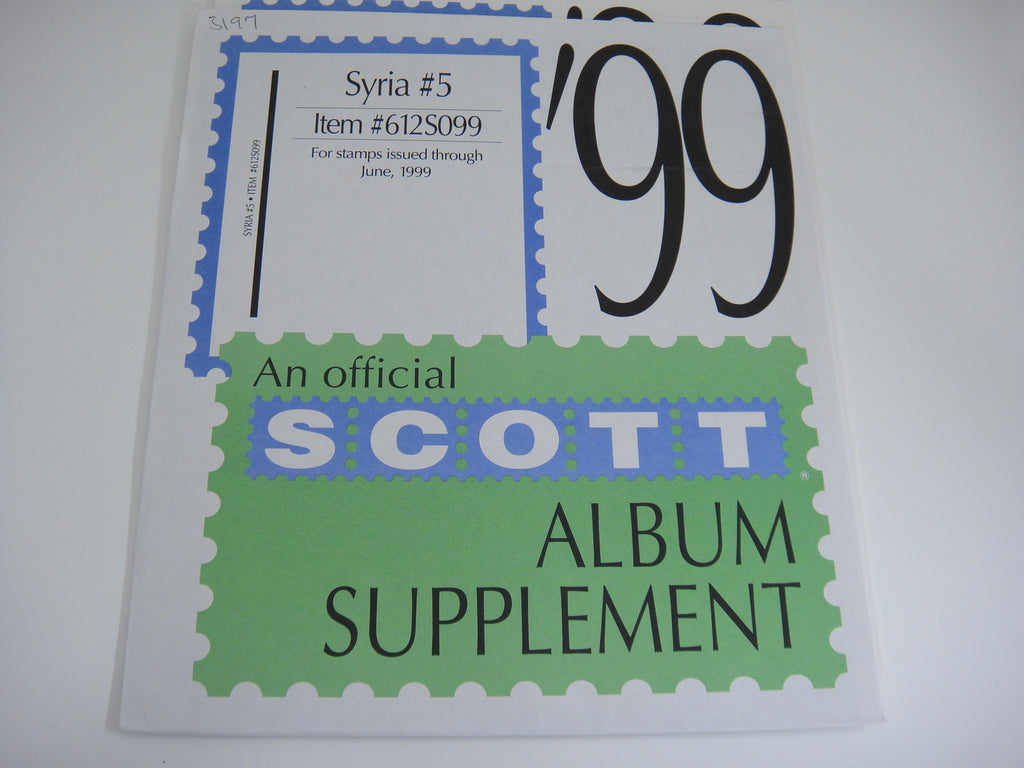 3197
'99
Syria #5
Item #612S099
For stamps issued through
June, 1999
SYRIA #5 • ITEM #612S099
An official
SCOTT®
ALBUM
SUPPLEMENT